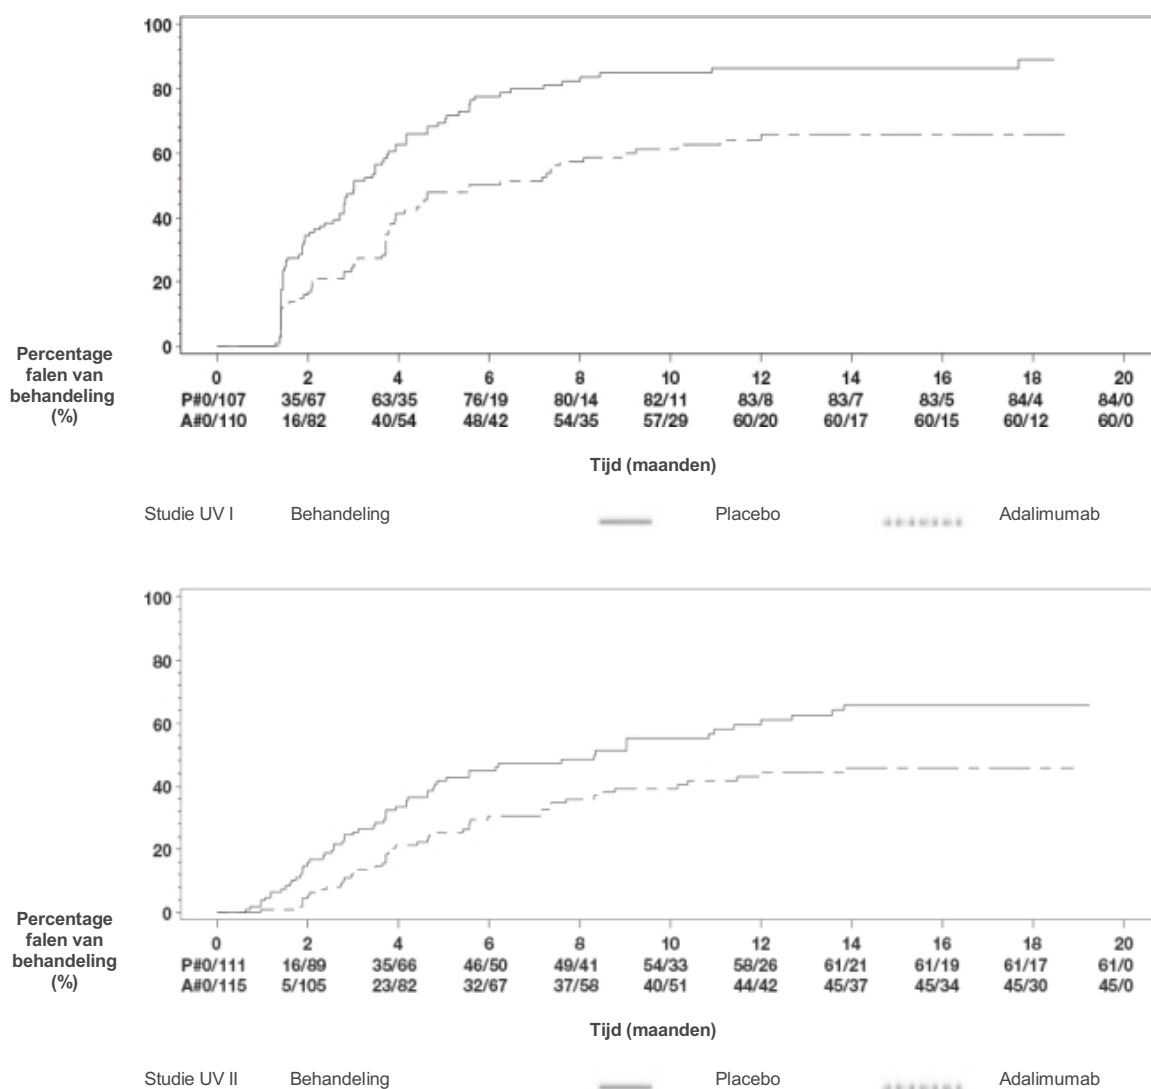 100
80
60
40
20
0
Percentage
falen van
behandeling
(%)
0 2 4 6 8 10 12 14 16 18 20
P#0/107 35/67 63/35 76/19 80/14 82/11 83/8 83/7 83/5 84/4 84/0
A#0/110 16/82 40/54 48/42 54/35 57/29 60/20 60/17 60/15 60/12 60/0
Tijd (maanden)
Studie UV I Behandeling Placebo Adalimumab
100
80
60
40
20
0
Percentage
falen van
behandeling
(%)
0 2 4 6 8 10 12 14 16 18 20
P#0/111 16/89 35/66 46/50 49/41 54/33 58/26 61/21 61/19 61/17 61/0
A#0/115 5/105 23/82 32/67 37/58 40/51 44/42 45/37 45/34 45/30 45/0
Tijd (maanden)
Studie UV II Behandeling Placebo Adalimumab